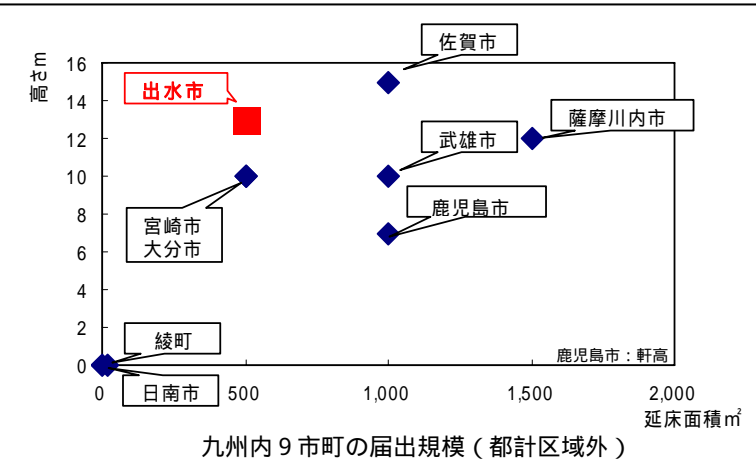 佐賀市
高さm
16
14
12
10
8
6
4
2
0
出水市
薩摩川内市
武雄市
鹿児島市
宮崎市
大分市
綾町
日南市
鹿児島市：軒高
0
500
1,000
1,500
2,000
延床面積㎡
九州内９市町の届出規模（都計区域外）